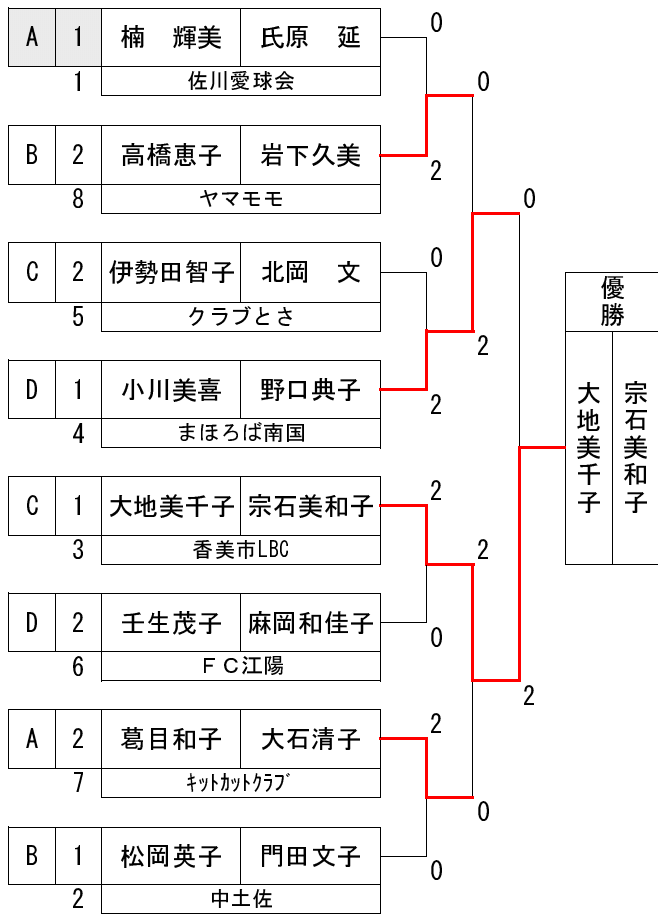 A 1 楠　輝美 氏原　延
1 佐川愛球会
0
0
B 2 高橋恵子 岩下久美
2
8 ヤマモモ
0
C 2 伊勢田智子 北岡　文
0
5 クラブとさ
2
D 1 小川美喜 野口典子
2
4 まほろば南国
C 1 大地美千子 宗石美和子
2
3 香美市LBC
2
D 2 壬生茂子 麻岡和佳子
0
6 ＦＣ江陽
2
A 2 葛目和子 大石清子
2
7 ｷｯﾄｶｯﾄｸﾗﾌﾞ
0
B 1 松岡英子 門田文子
0
2 中土佐
優勝
大地美千子
宗石美和子